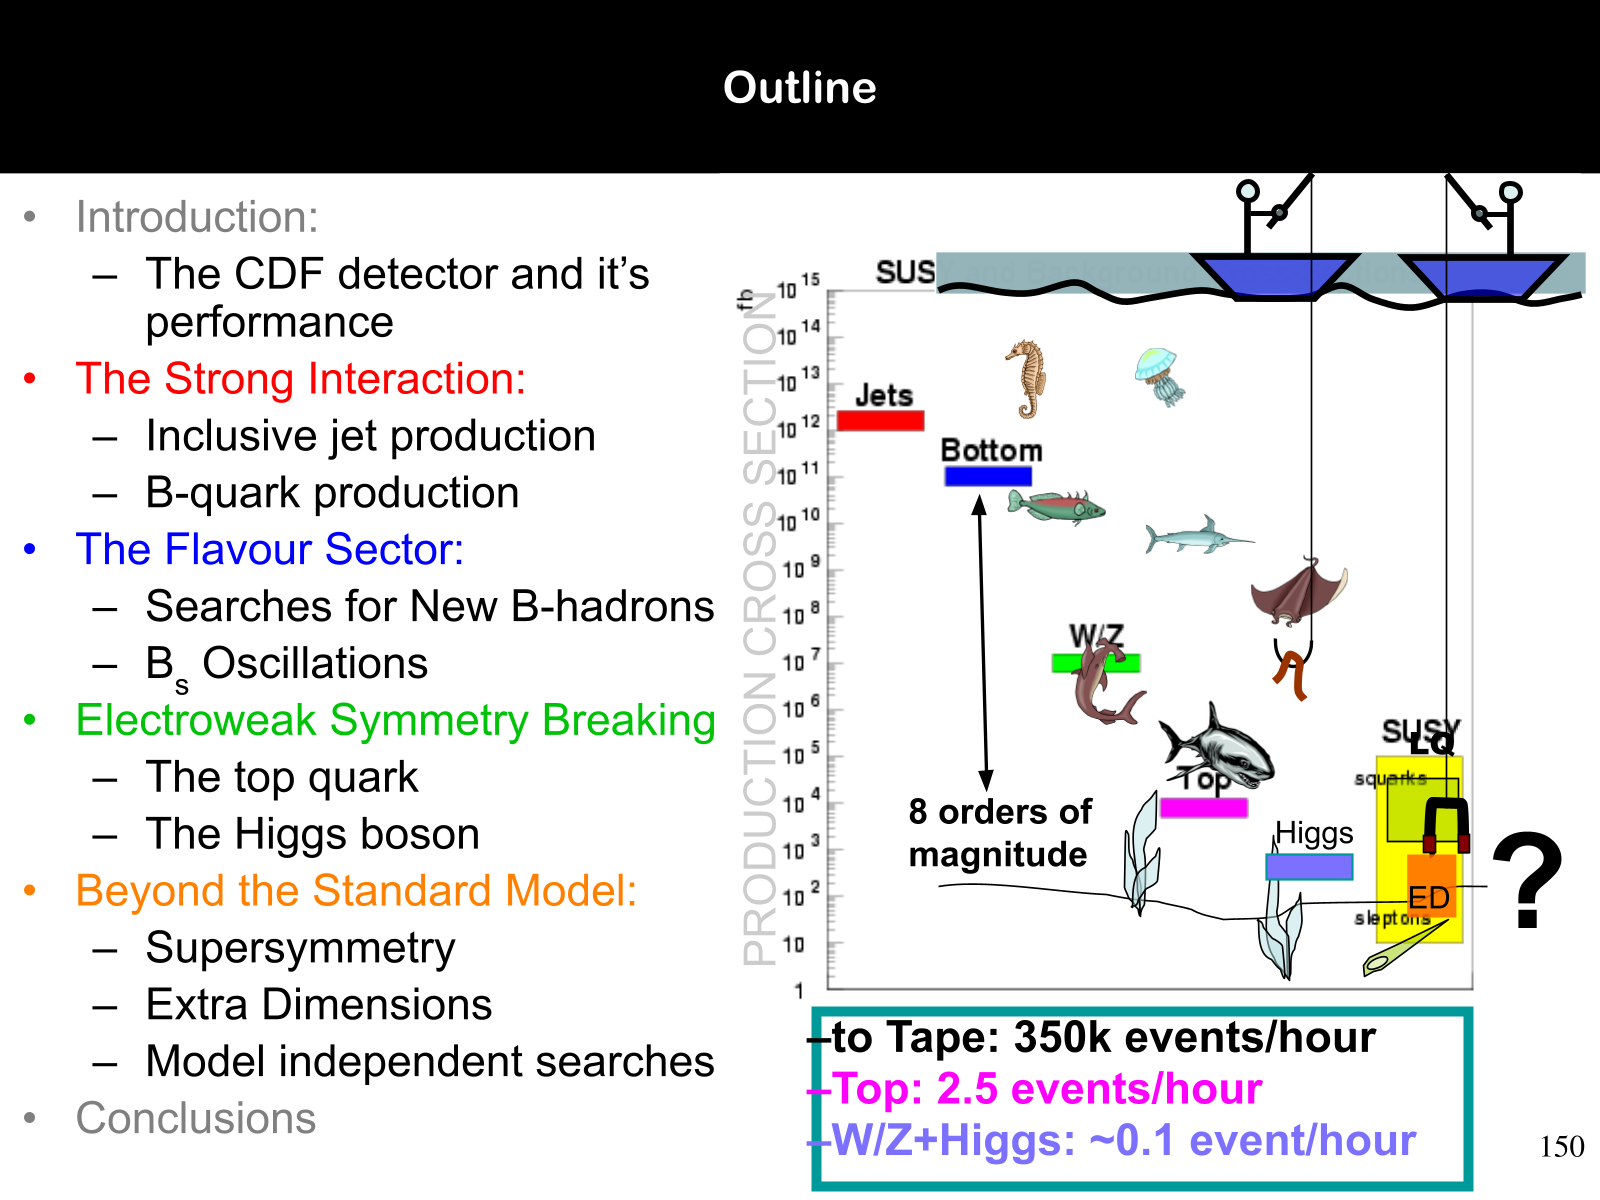 Outline
• Introduction:
– The CDF detector and it’s
performance
• The Strong Interaction:
– Inclusive jet production
– B-quark production
• The Flavour Sector:
– Searches for New B-hadrons
– Bs Oscillations
• Electroweak Symmetry Breaking
– The top quark
– The Higgs boson
• Beyond the Standard Model:
– Supersymmetry
– Extra Dimensions
– Model independent searches
• Conclusions
SUSY and Background
fb
PRODUCTION CROSS SECTION
10 15
10 14
10 13
10 12
10 11
10 10
10 9
10 8
10 7
10 6
10 5
10 4
10 3
10 2
10
1
Jets
Bottom
W/Z
Top
8 orders of
magnitude
Higgs
SUSY
LQ
squarks
ED
sleptons
?
–to Tape: 350k events/hour
–Top: 2.5 events/hour
–W/Z+Higgs: ~0.1 event/hour
150